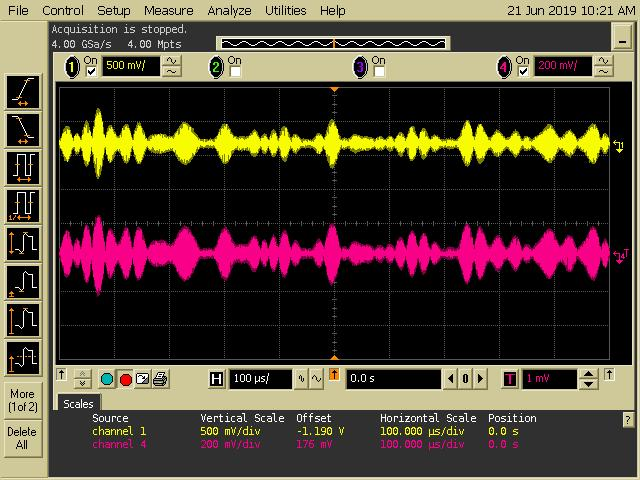 File Control Setup Measure Analyze Utilities Help 21 Jun 2019 10:21 AM
Acquisition is stopped.
4.00 GSa/s 4.00 Mpts
1 On 500 mV/ 2 On 3 On 4 On 200 mV/
1
T
4
More
(1of 2)
Delete
All
H 100 µs/ 0.0 s 0 T 1 mV
Scales
?
Source Vertical Scale Offset Horizontal Scale Position
channel 1 500 mV/div -1.190 V 100.000 µs/div 0.0 s
channel 4 200 mV/div 176 mV 100.000 µs/div 0.0 s